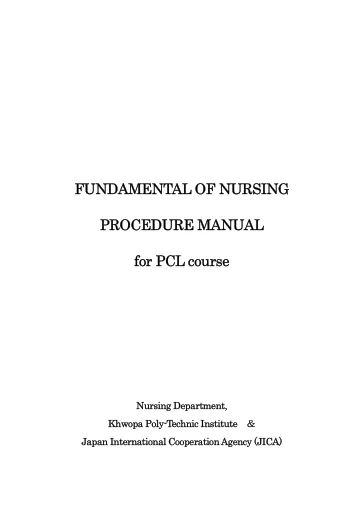 FUNDAMENTAL OF NURSING
PROCEDURE MANUAL
for PCL course
Nursing Department,
Khwopa Poly-Technic Institute &
Japan International Cooperation Agency (JICA)